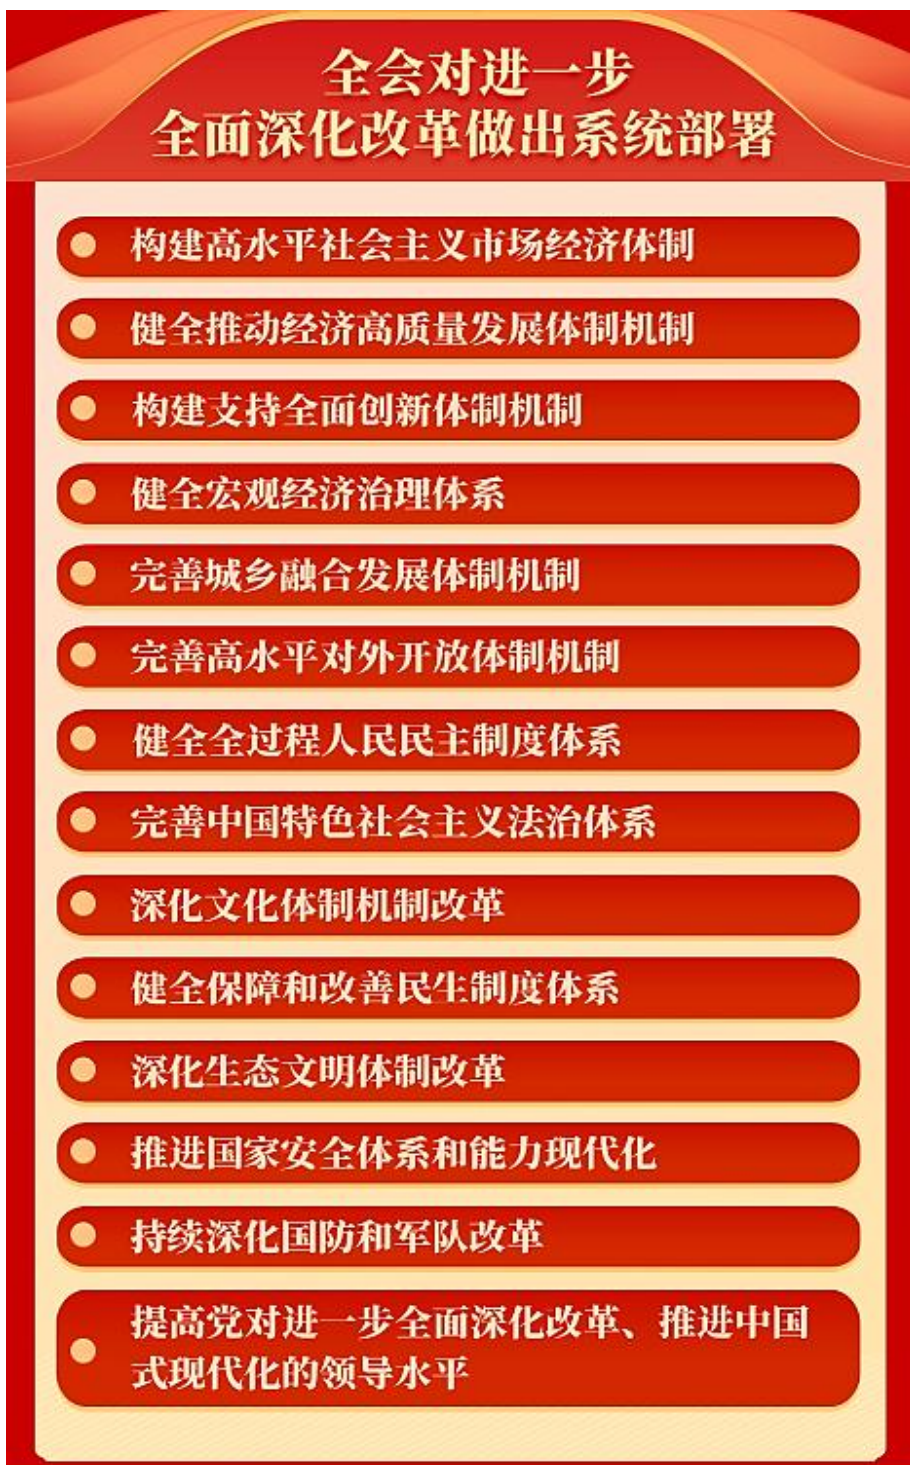 全会对进一步
全面深化改革做出系统部署
构建高水平社会主义市场经济体制
健全推动经济高质量发展体制机制
构建支持全面创新体制机制
健全宏观经济治理体系
完善城乡融合发展体制机制
完善高水平对外开放体制机制
健全全过程人民民主制度体系
完善中国特色社会主义法治体系
深化文化体制机制改革
健全保障和改善民生制度体系
深化生态文明体制改革
推进国家安全体系和能力现代化
持续深化国防和军队改革
提高党对进一步全面深化改革、推进中国
式现代化的领导水平